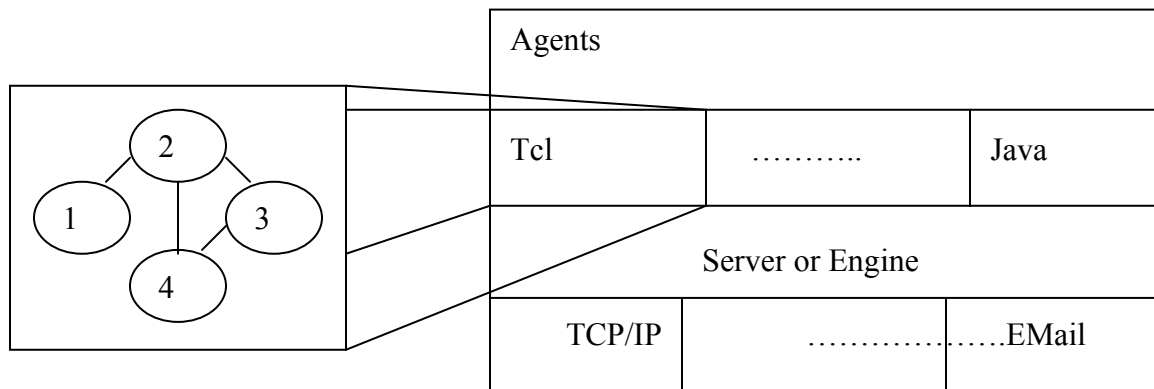 Agents
Tcl ……….. Java
2
1 3
4
Server or Engine
TCP/IP ……………….EMail